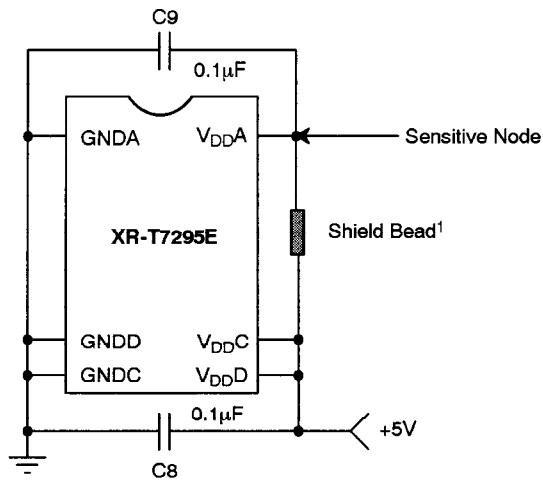 C9
0.1µF
GNDA VDDA
Sensitive Node
Shield Bead1
XR-T7295E
GNDD VDDC
GNDC VDDD
0.1µF
+5V
C8